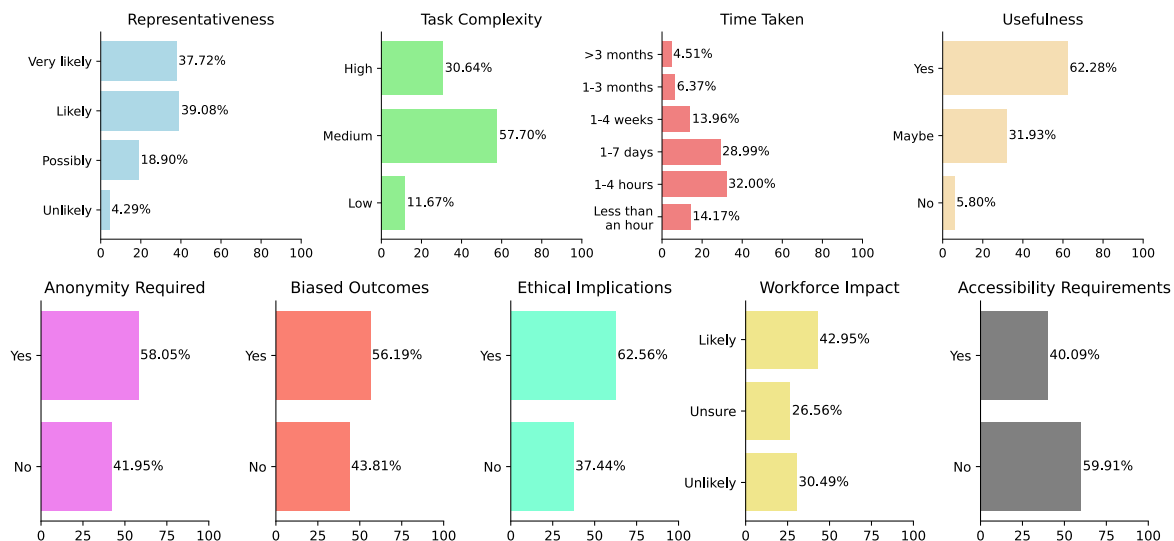 Representativeness
Very likely
37.72%
Likely
39.08%
Possibly
18.90%
Unlikely
4.29%
0 20 40 60 80 100
Task Complexity
High
30.64%
Medium
57.70%
Low
11.67%
0 20 40 60 80 100
Time Taken
>3 months
4.51%
1-3 months
6.37%
1-4 weeks
13.96%
1-7 days
28.99%
1-4 hours
32.00%
Less than
an hour
14.17%
0 20 40 60 80 100
Usefulness
Yes
62.28%
Maybe
31.93%
No
5.80%
0 20 40 60 80 100
Anonymity Required
Yes
58.05%
No
41.95%
0 25 50 75 100
Biased Outcomes
Yes
56.19%
No
43.81%
0 25 50 75 100
Ethical Implications
Yes
62.56%
No
37.44%
0 25 50 75 100
Workforce Impact
Likely
42.95%
Unsure
26.56%
Unlikely
30.49%
0 25 50 75 100
Accessibility Requirements
Yes
40.09%
No
59.91%
0 25 50 75 100